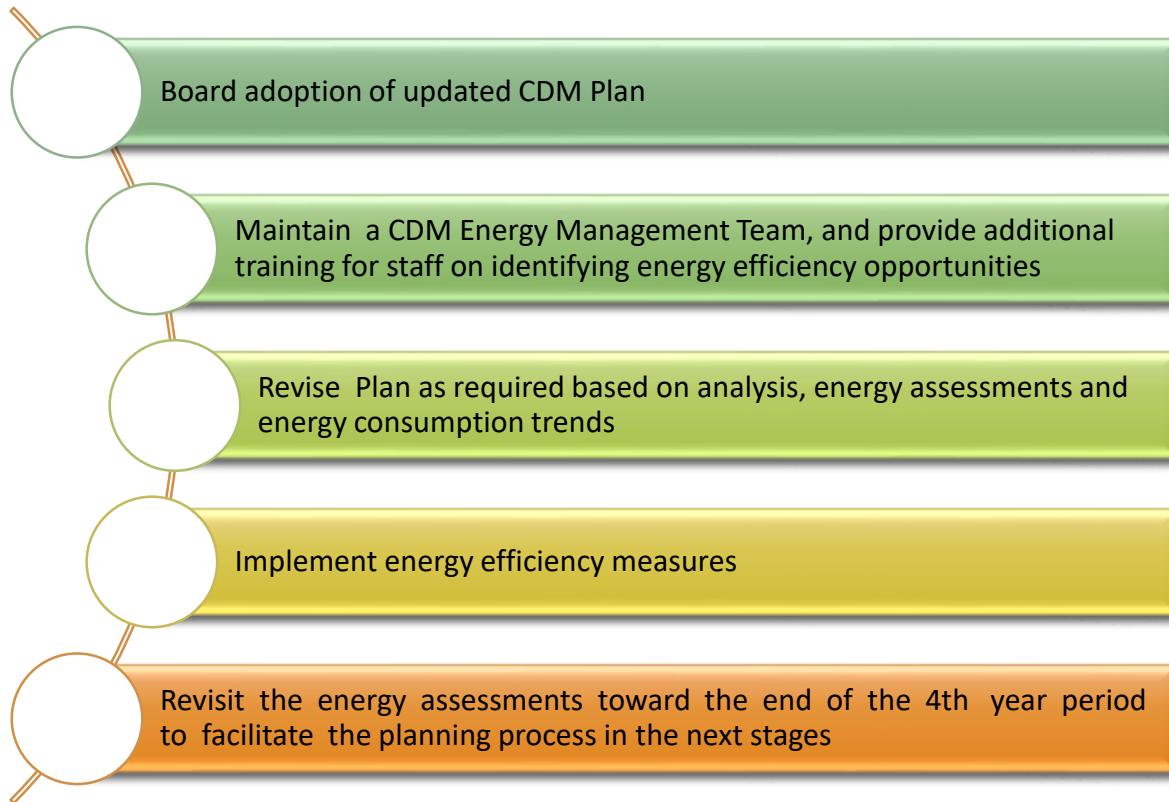 Board adoption of updated CDM Plan
Maintain a CDM Energy Management Team, and provide additional
training for staff on identifying energy efficiency opportunities
Revise Plan as required based on analysis, energy assessments and
energy consumption trends
Implement energy efficiency measures
Revisit the energy assessments toward the end of the 4th year period
to facilitate the planning process in the next stages